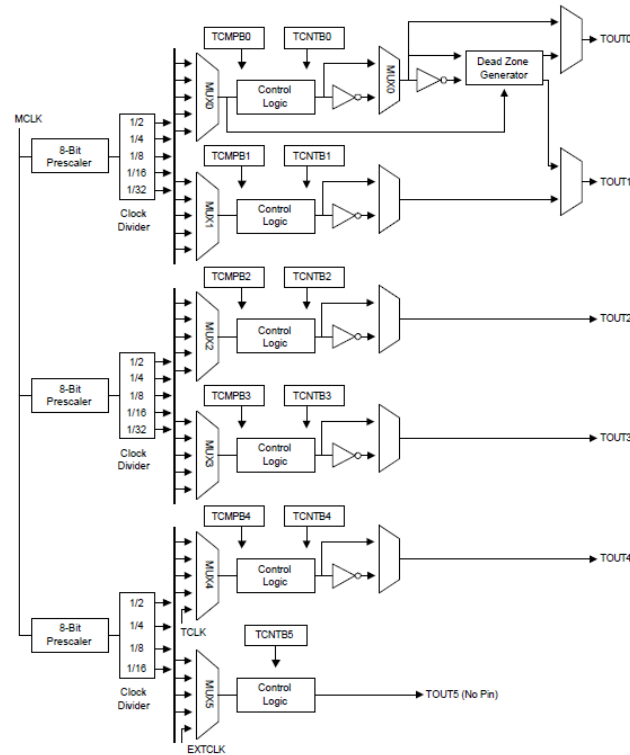 TCMPB0
TCNTB0
TOUT0
MUX0
Control
Logic
MUX0
Dead Zone
Generator
MCLK
8-Bit
Prescaler
1/2
1/4
1/8
1/16
1/32
Clock
Divider
TCMPB1
TCNTB1
MUX1
Control
Logic
TOUT1
TCMPB2
TCNTB2
MUX2
Control
Logic
TOUT2
8-Bit
Prescaler
1/2
1/4
1/8
1/16
1/32
Clock
Divider
TCMPB3
TCNTB3
MUX3
Control
Logic
TOUT3
TCMPB4
TCNTB4
MUX4
Control
Logic
TOUT4
TCLK
8-Bit
Prescaler
1/2
1/4
1/8
1/16
Clock
Divider
TCNTB5
MUX5
Control
Logic
TOUT5 (No Pin)
EXTCLK